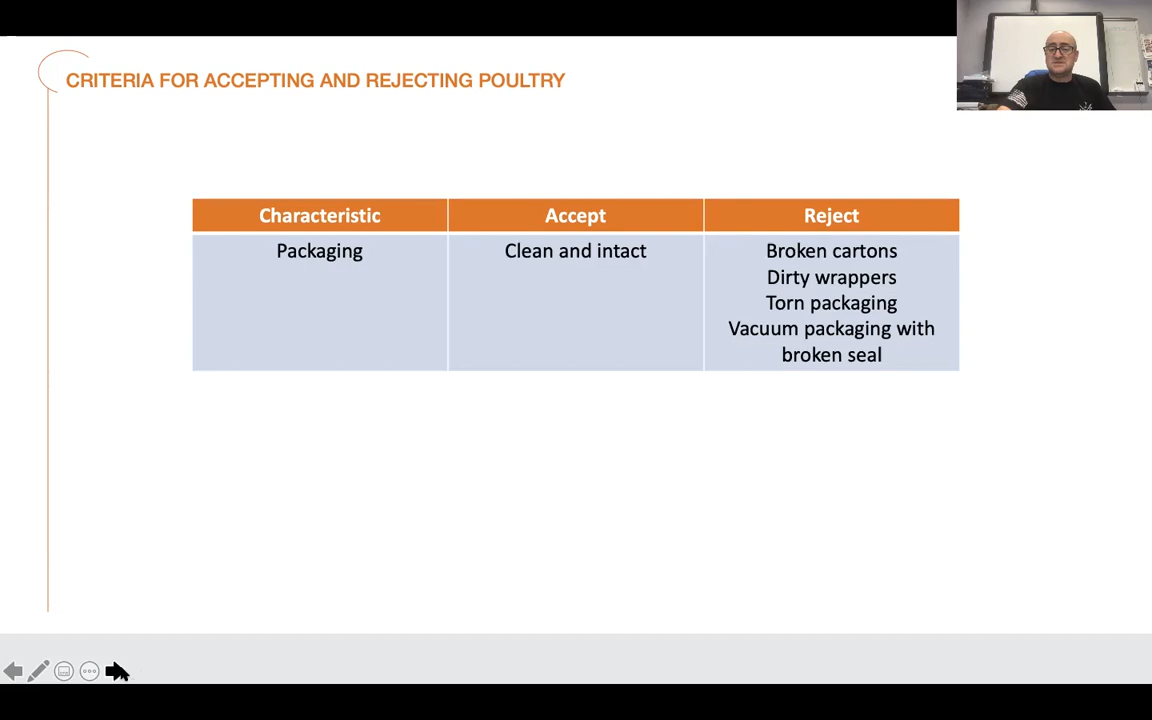 CRITERIA FOR ACCEPTING AND REJECTING POULTRY
Characteristic
Accept
Reject
Packaging
Clean and intact
Broken cartons
Dirty wrappers
Torn packaging
Vacuum packaging with
broken seal